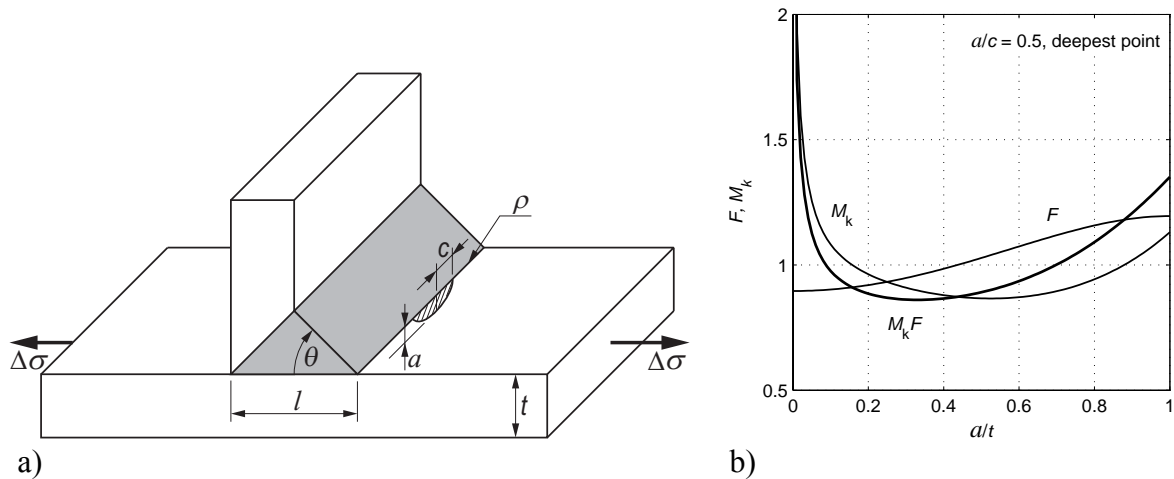 ρ
c
θ
a
Δσ
Δσ
l
t
a)
2
a/c = 0.5, deepest point
1.5
F, M_k
M_k
F
1
M_k F
0.5
0
0.2
0.4
0.6
0.8
1
a/t
b)